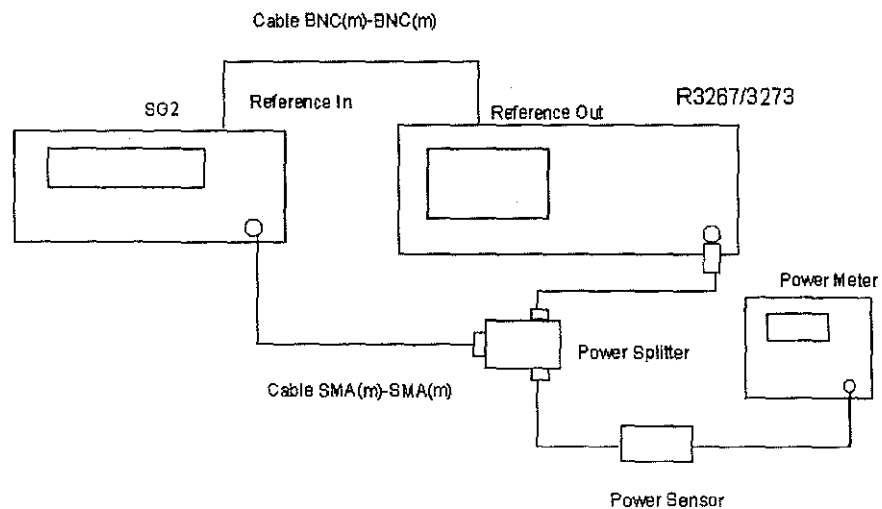 Cable BNC(m)-BNC(m)
SG2
Reference In
Reference Out
R3267/3273
Power Meter
Power Splitter
Cable SMA(m)-SMA(m)
Power Sensor